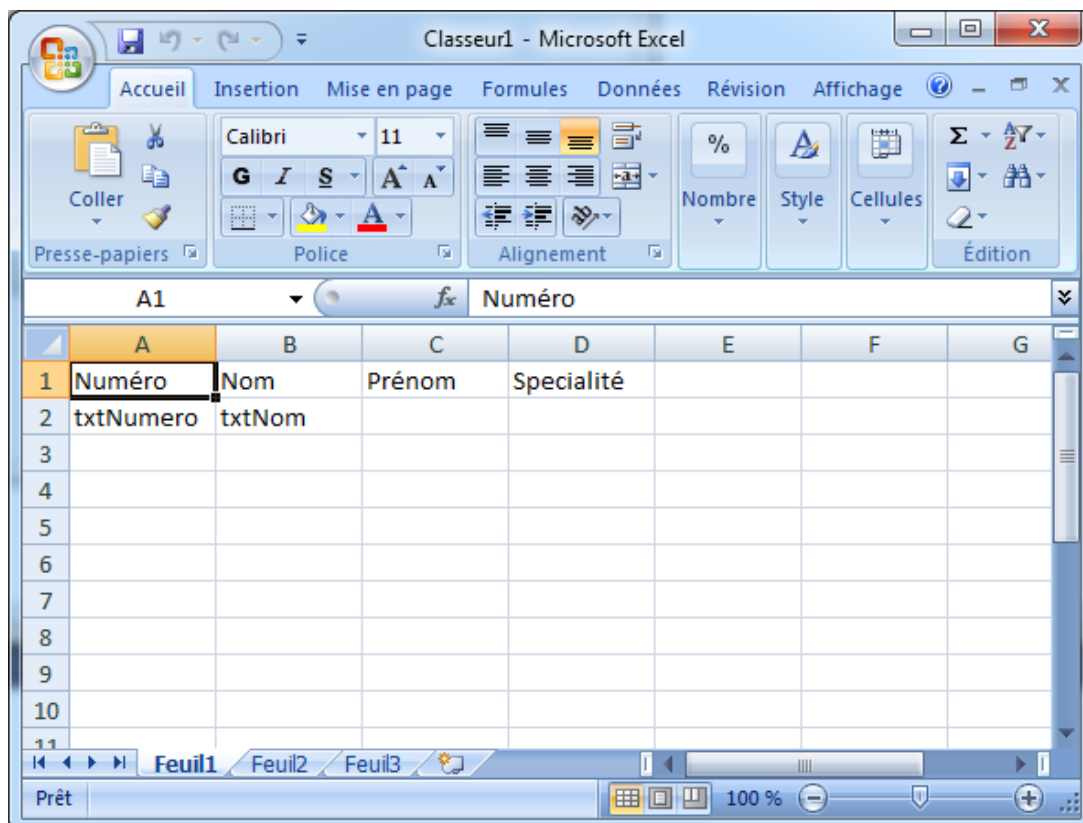 Classeur1 - Microsoft Excel
Accueil Insertion Mise en page Formules Données Révision Affichage
Calibri 11
Coller
G I S A A
A
%
Nombre
A
Style
Cellules
Σ A Z
Presse-papiers Police Alignement Édition
A1 fx Numéro
A B C D E F G
1 Numéro Nom Prénom Specialité
2 txtNumero txtNom
3
4
5
6
7
8
9
10
11
Feuil1 Feuil2 Feuil3
Prêt 100 %